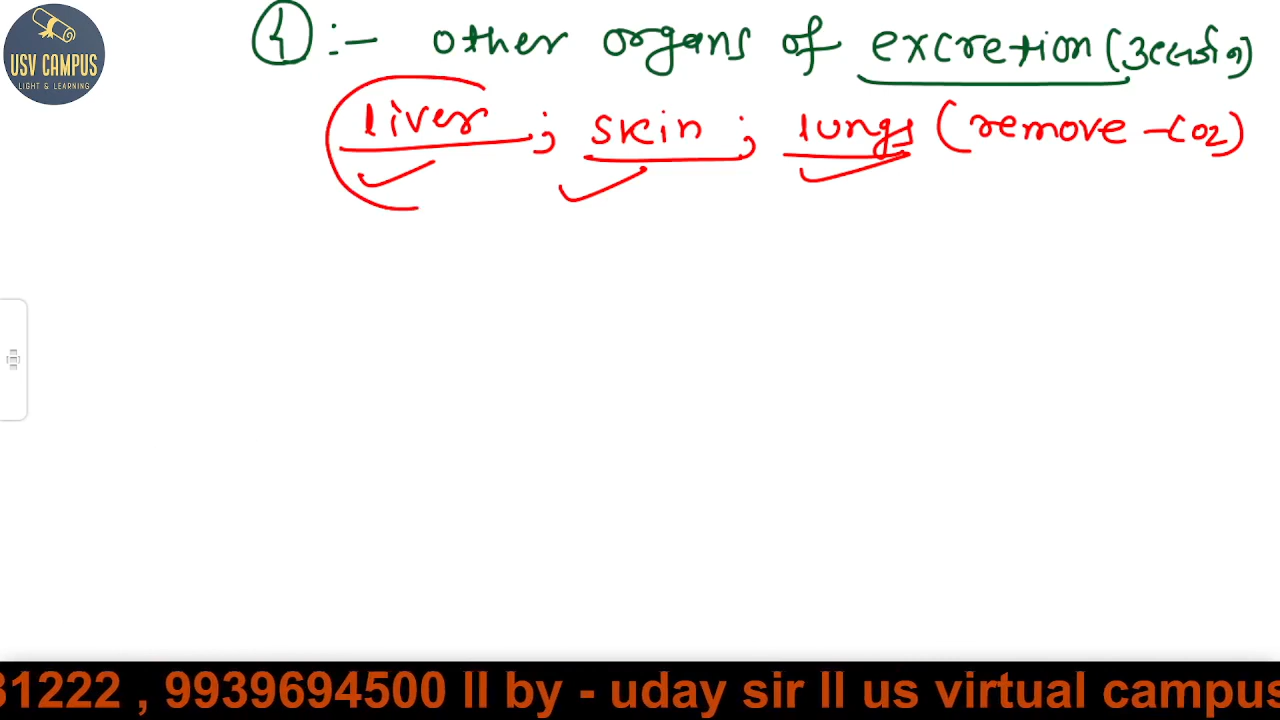 USV CAMPUS
LIGHT & LEARNING
1 :- other organs of excretion (उत्सर्जन)
liver ; skin ; lungs (remove -CO2)
31222 , 9939694500 ll by - uday sir ll us virtual campus